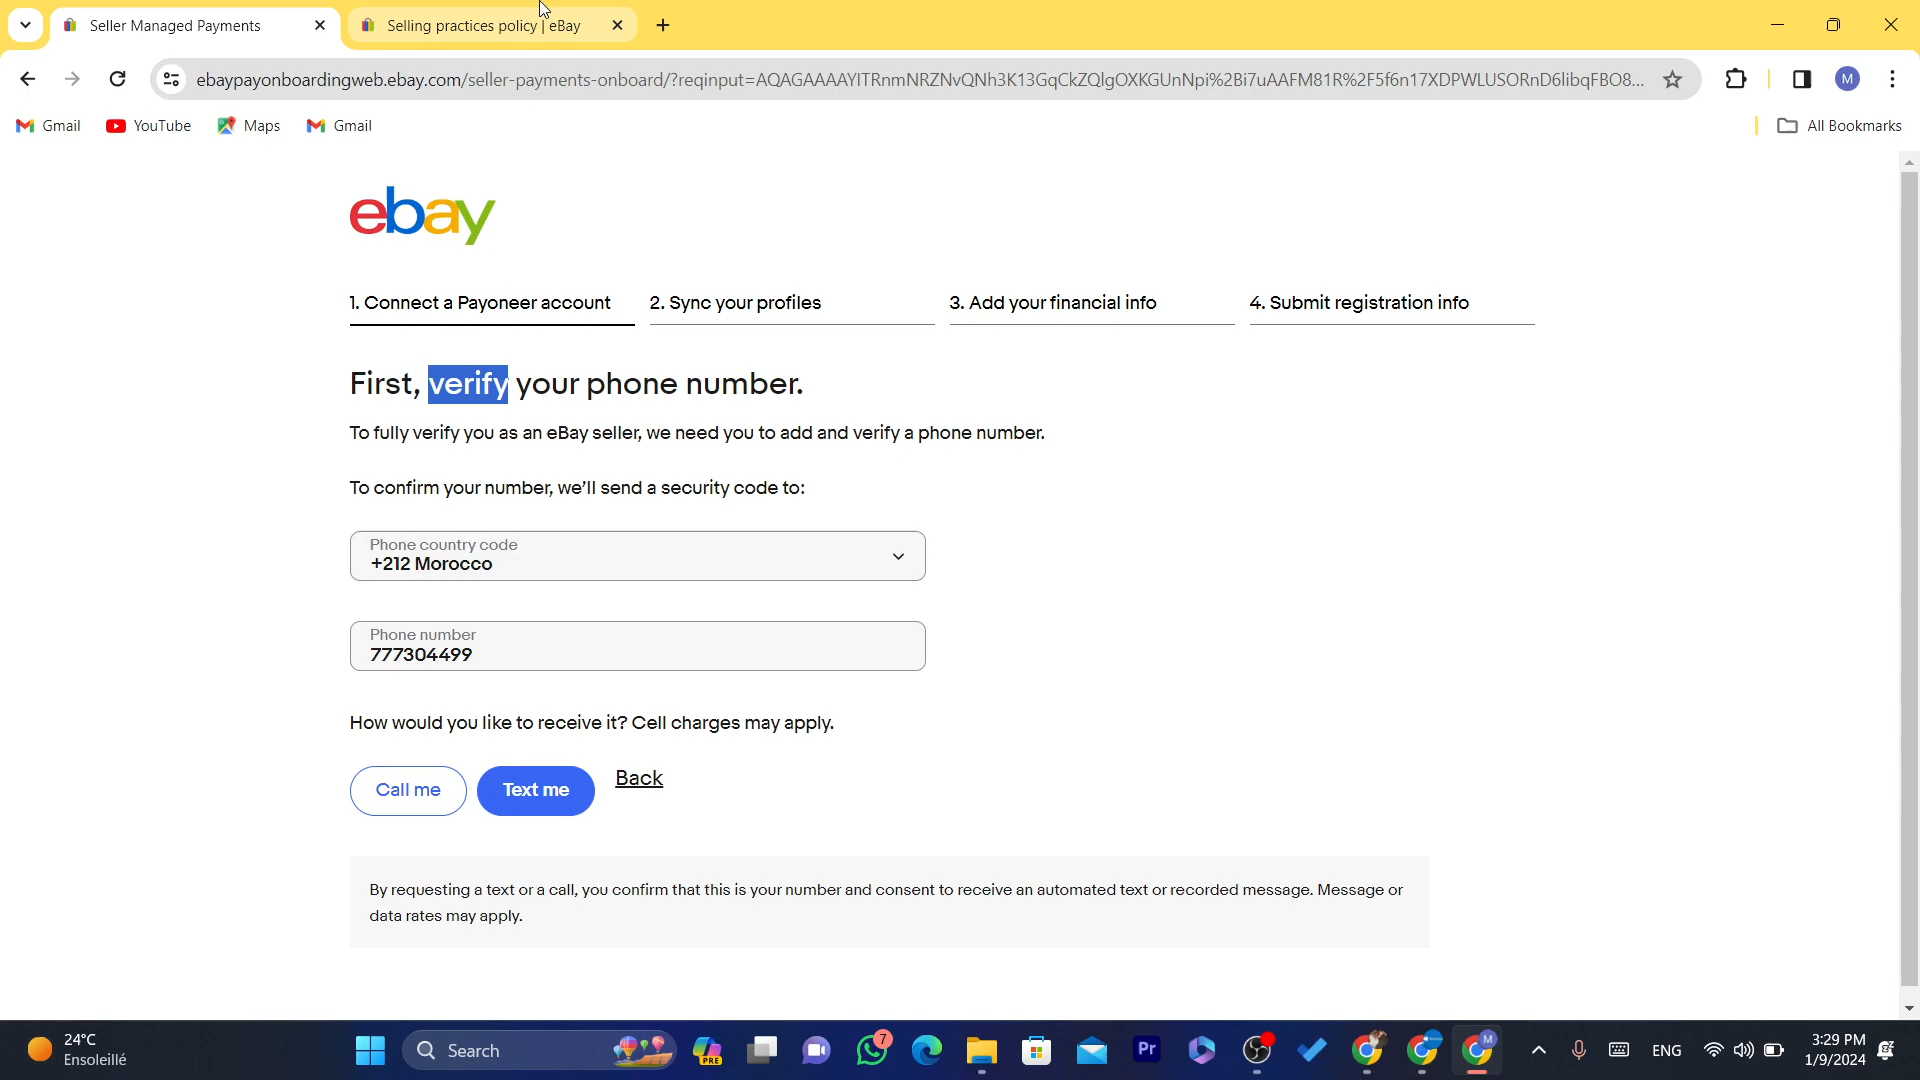 Seller Managed Payments
Selling practices policy | eBay
ebaypayonboardingweb.ebay.com/seller-payments-onboard/?reqinput=AQAGAAAAYITRnmNRZNvQNh3K13GqCkZQlgOXKGUnNpi%2Bi7uAAFM81R%2F5f6n17XDPWLUSORnD6libqFBO8...
M
Gmail
YouTube
Maps
Gmail
All Bookmarks
ebay
1. Connect a Payoneer account
2. Sync your profiles
3. Add your financial info
4. Submit registration info
First, verify your phone number.
To fully verify you as an eBay seller, we need you to add and verify a phone number.
To confirm your number, we'll send a security code to:
Phone country code
+212 Morocco
Phone number
777304499
How would you like to receive it? Cell charges may apply.
Call me
Text me
Back
By requesting a text or a call, you confirm that this is your number and consent to receive an automated text or recorded message. Message or
data rates may apply.
24°C
Ensoleillé
Search
PRE
7
Pr
M
ENG
3:29 PM
1/9/2024